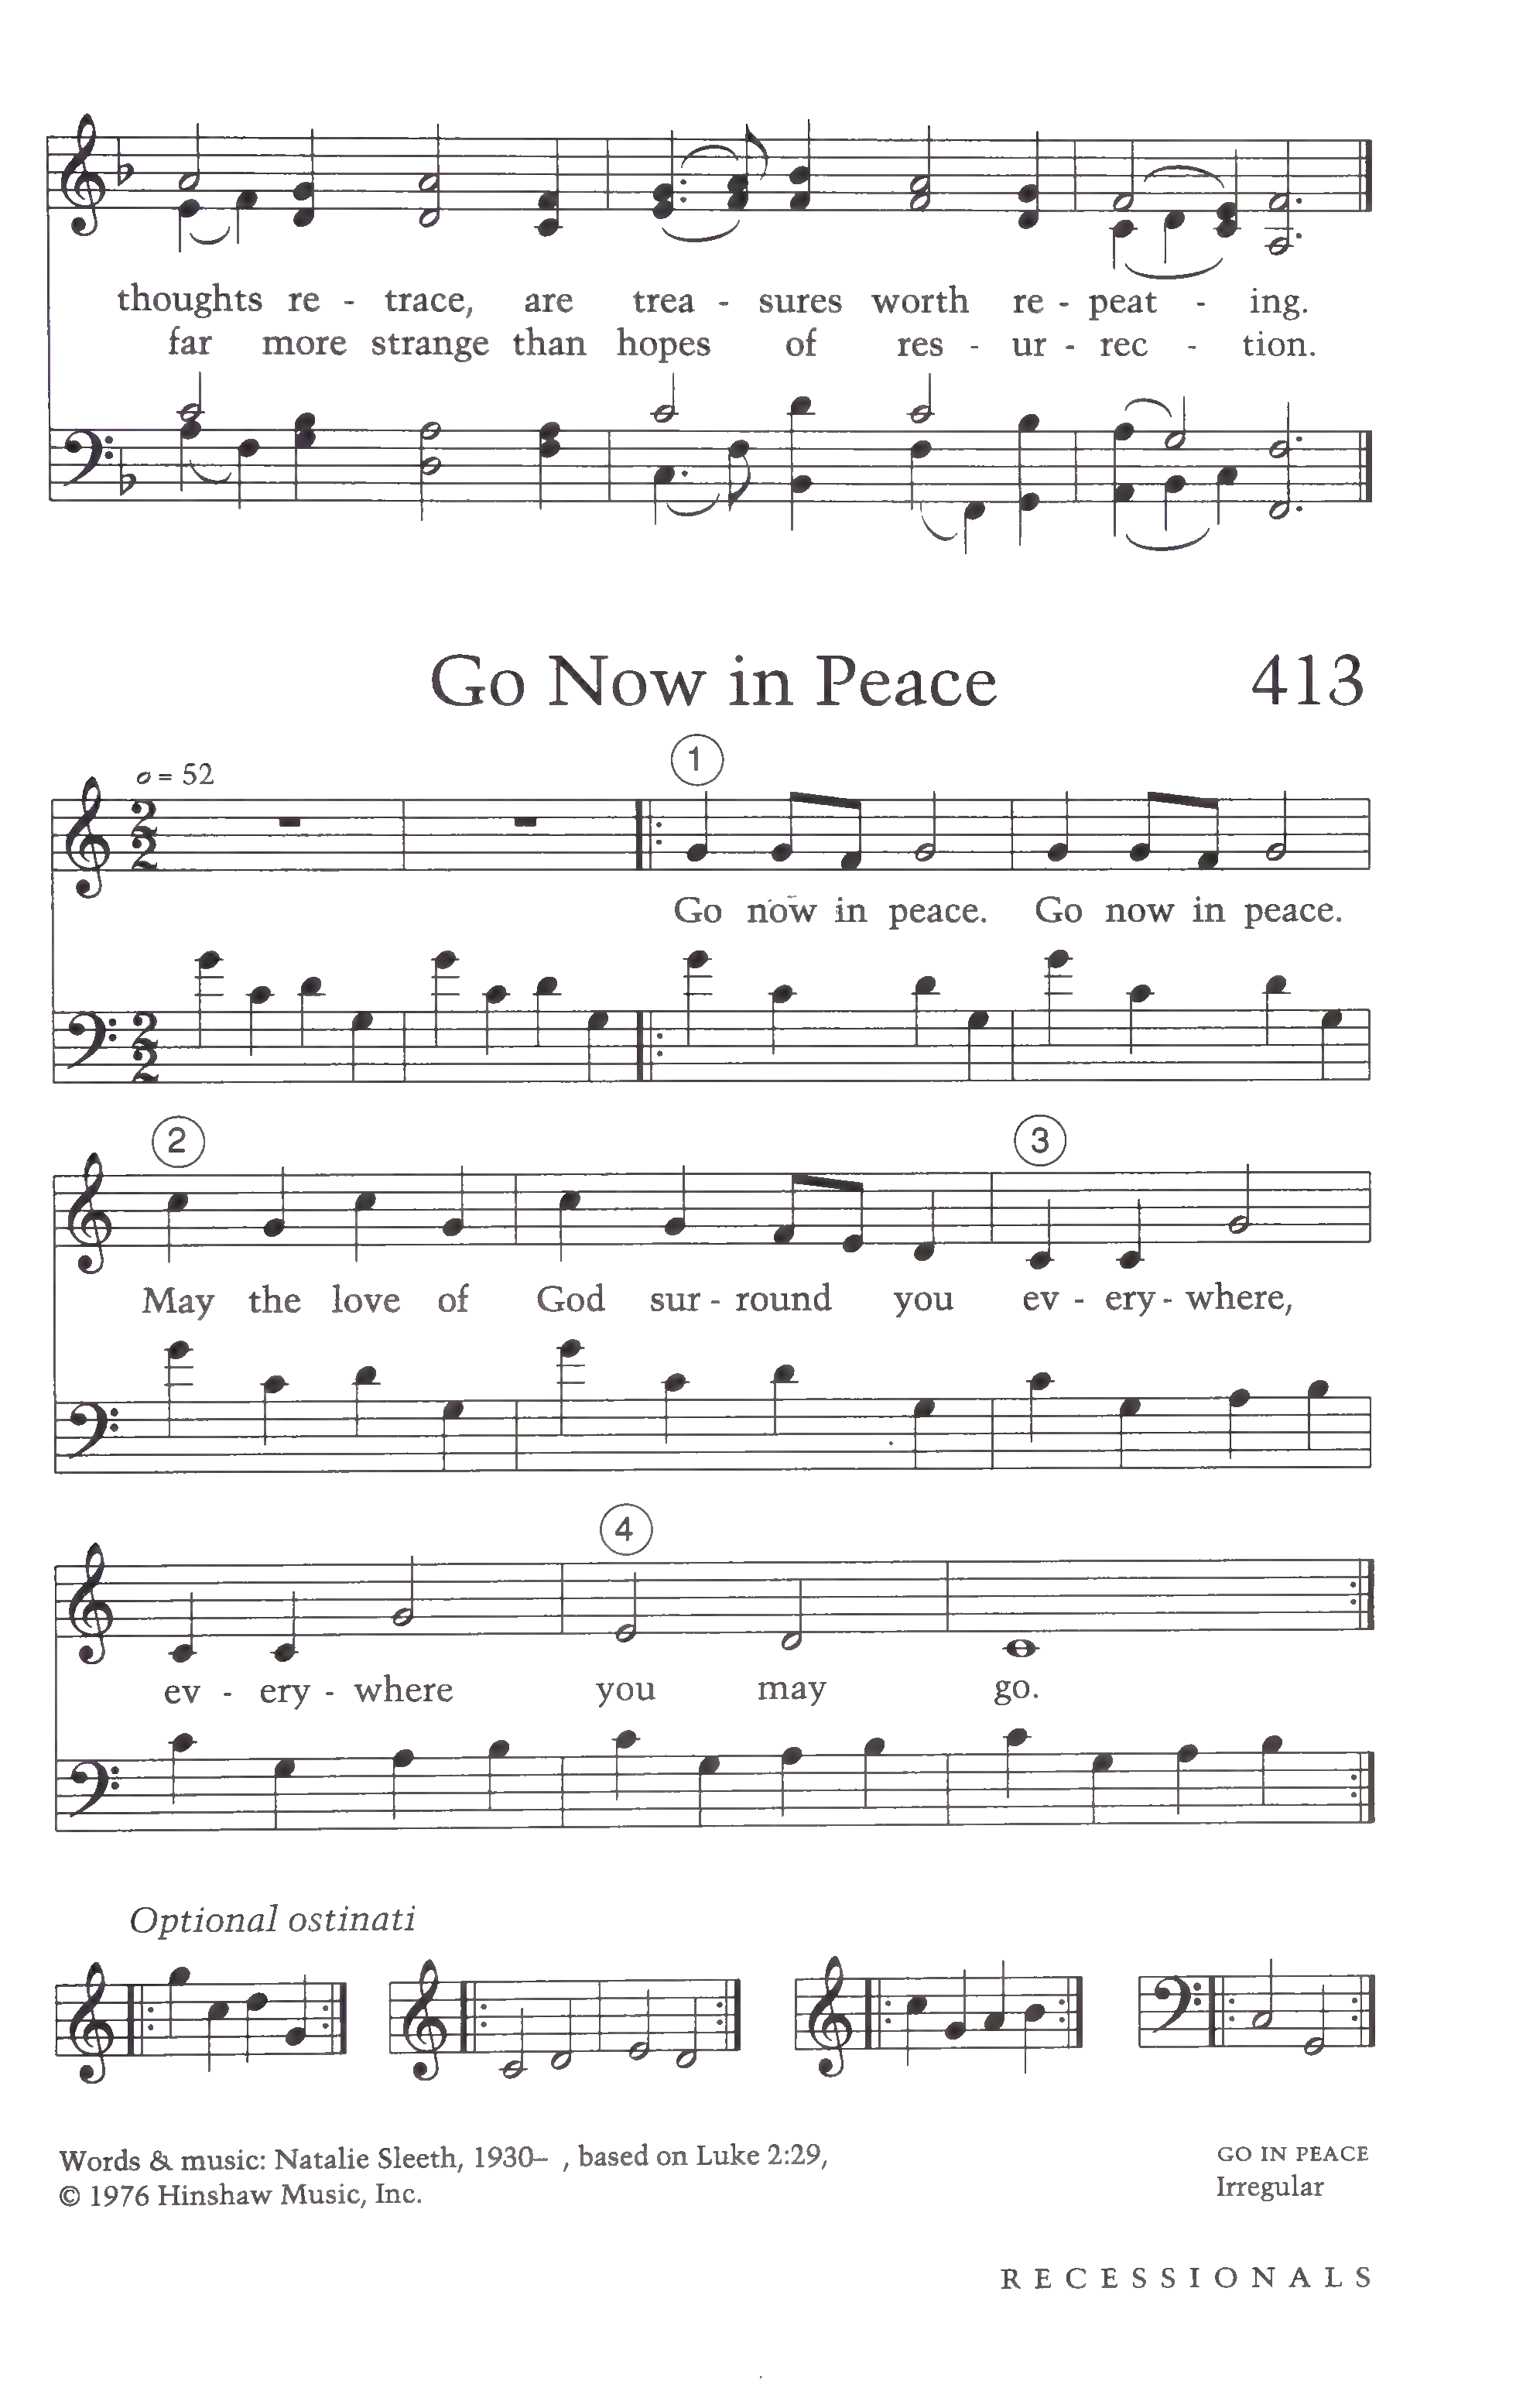 thoughts re - trace, are trea - sures worth re - peat - ing.
far more strange than hopes of res - ur - rec - tion.
Go Now in Peace 413
1
𝅗𝅥 = 52
2
2
Go now in peace. Go now in peace.
2
2
2 3
May the love of God sur - round you ev - ery - where,
4
ev - ery - where you may go.
Optional ostinati
Words & music: Natalie Sleeth, 1930– , based on Luke 2:29,
© 1976 Hinshaw Music, Inc.
GO IN PEACE
Irregular
RECESSIONALS